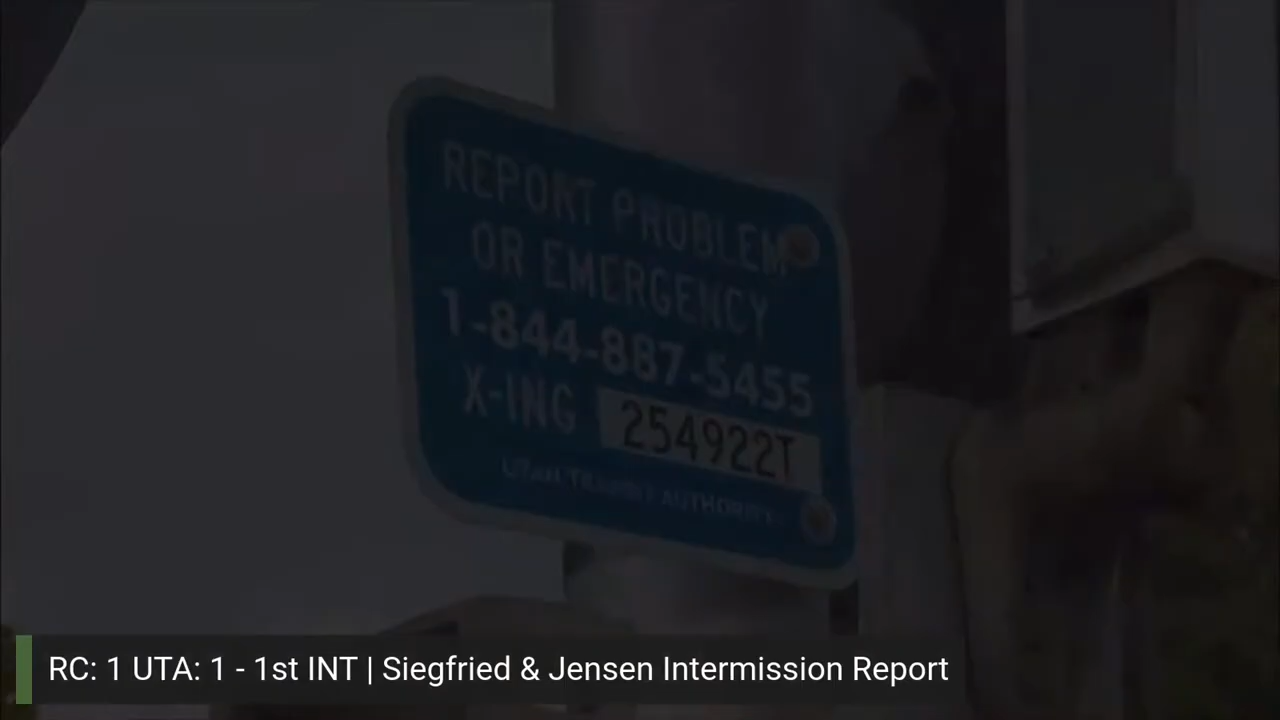 REPORT PROBLEM
OR EMERGENCY
1-844-887-5455
X-ING 254922T
UTAH TRANSIT AUTHORITY
RC: 1 UTA: 1 - 1st INT | Siegfried & Jensen Intermission Report